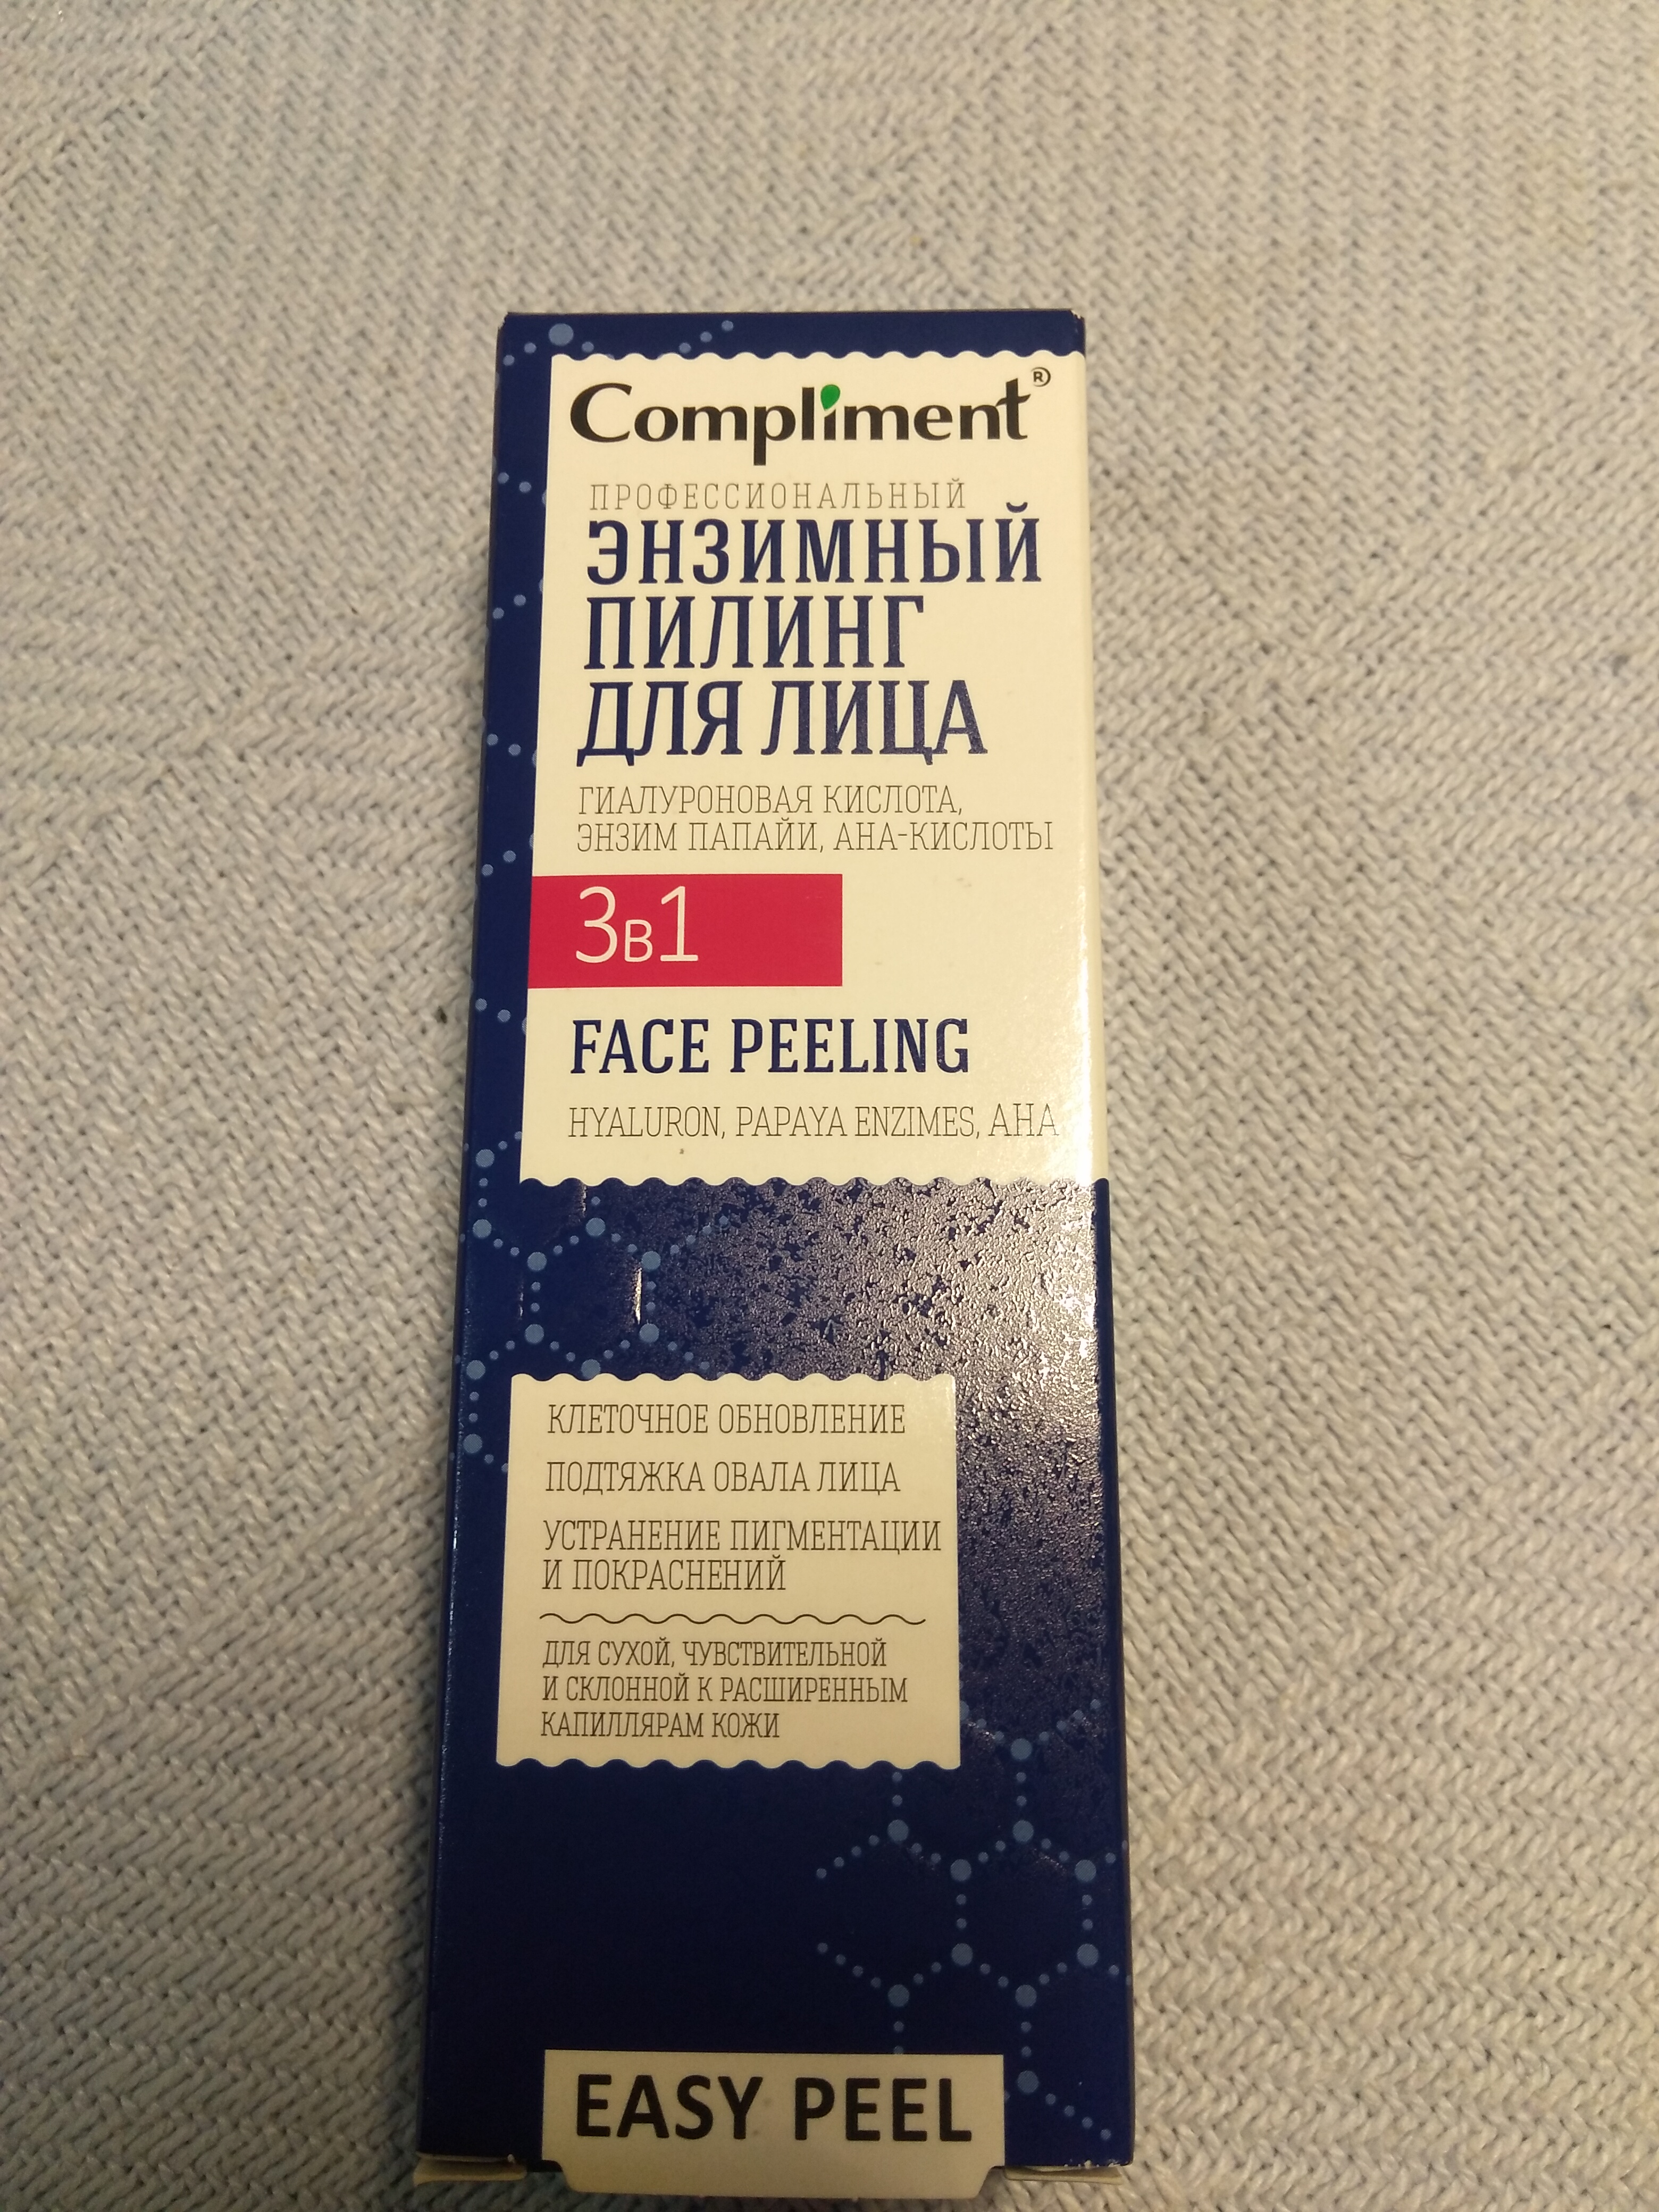 Compliment®
ПРОФЕССИОНАЛЬНЫЙ
ЭНЗИМНЫЙ
ПИЛИНГ
ДЛЯ ЛИЦА
ГИАЛУРОНОВАЯ КИСЛОТА,
ЭНЗИМ ПАПАЙИ, АНА-КИСЛОТЫ
3в1
FACE PEELING
HYALURON, PAPAYA ENZIMES, AHA
КЛЕТОЧНОЕ ОБНОВЛЕНИЕ
ПОДТЯЖКА ОВАЛА ЛИЦА
УСТРАНЕНИЕ ПИГМЕНТАЦИИ
И ПОКРАСНЕНИЙ
ДЛЯ СУХОЙ, ЧУВСТВИТЕЛЬНОЙ
И СКЛОННОЙ К РАСШИРЕННЫМ
КАПИЛЛЯРАМ КОЖИ
EASY PEEL